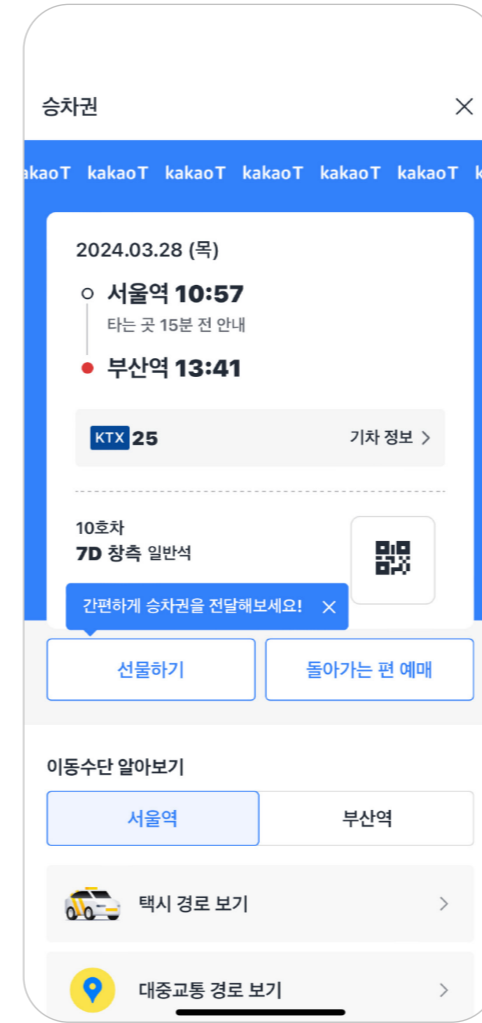 승차권
kakaoT kakaoT kakaoT kakaoT kakaoT
2024.03.28 (목)
서울역 10:57
타는 곳 15분 전 안내
부산역 13:41
KTX 25 기차 정보
10호차
7D 창측 일반석
간편하게 승차권을 전달해보세요!
선물하기 돌아가는 편 예매
이동수단 알아보기
서울역 부산역
택시 경로 보기
대중교통 경로 보기